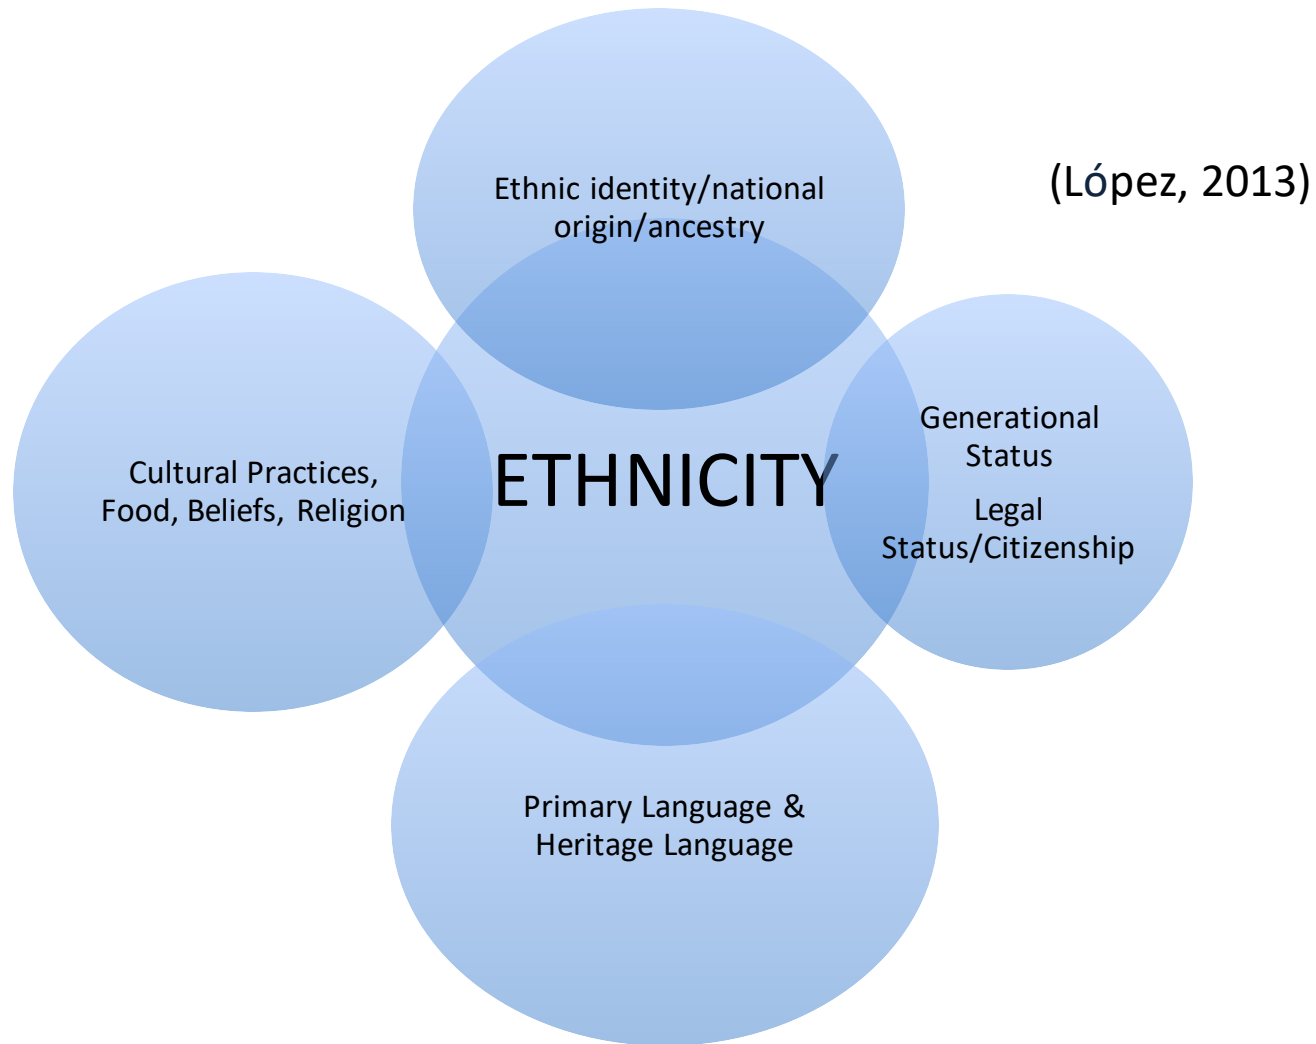 Ethnic identity/national
origin/ancestry
(López, 2013)
Cultural Practices,
Food, Beliefs, Religion
ETHNICITY
Generational
Status
Legal
Status/Citizenship
Primary Language &
Heritage Language